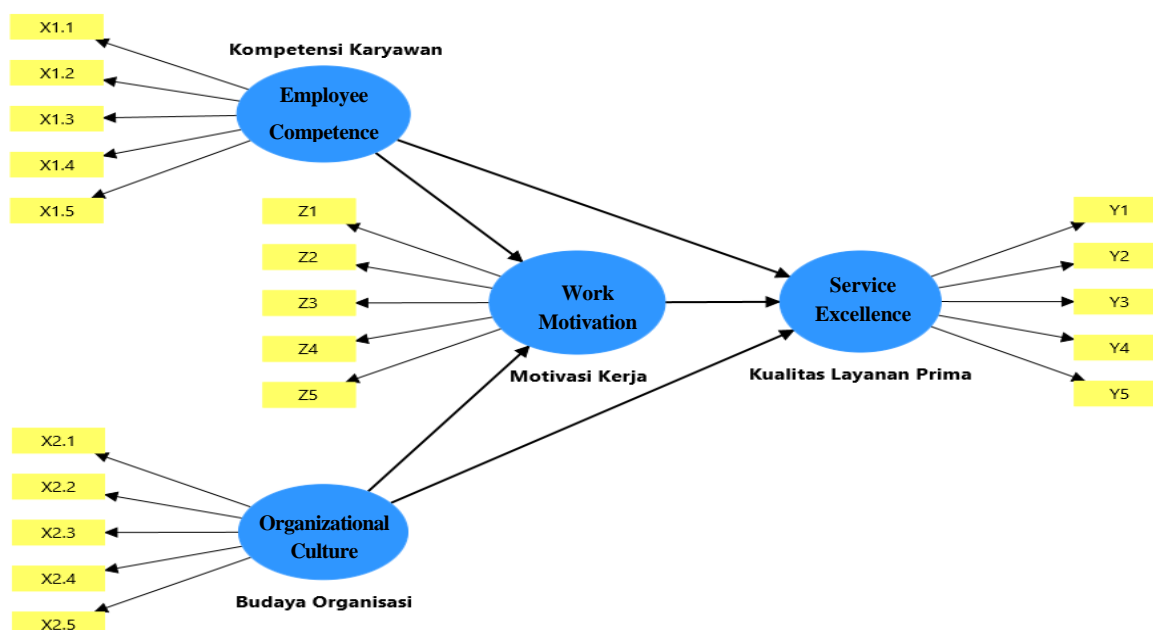 X1.1
X1.2
X1.3
X1.4
X1.5
Kompetensi Karyawan
Employee
Competence
Z1
Z2
Z3
Z4
Z5
Work
Motivation
Motivasi Kerja
Service
Excellence
Kualitas Layanan Prima
Y1
Y2
Y3
Y4
Y5
X2.1
X2.2
X2.3
X2.4
X2.5
Organizational
Culture
Budaya Organisasi